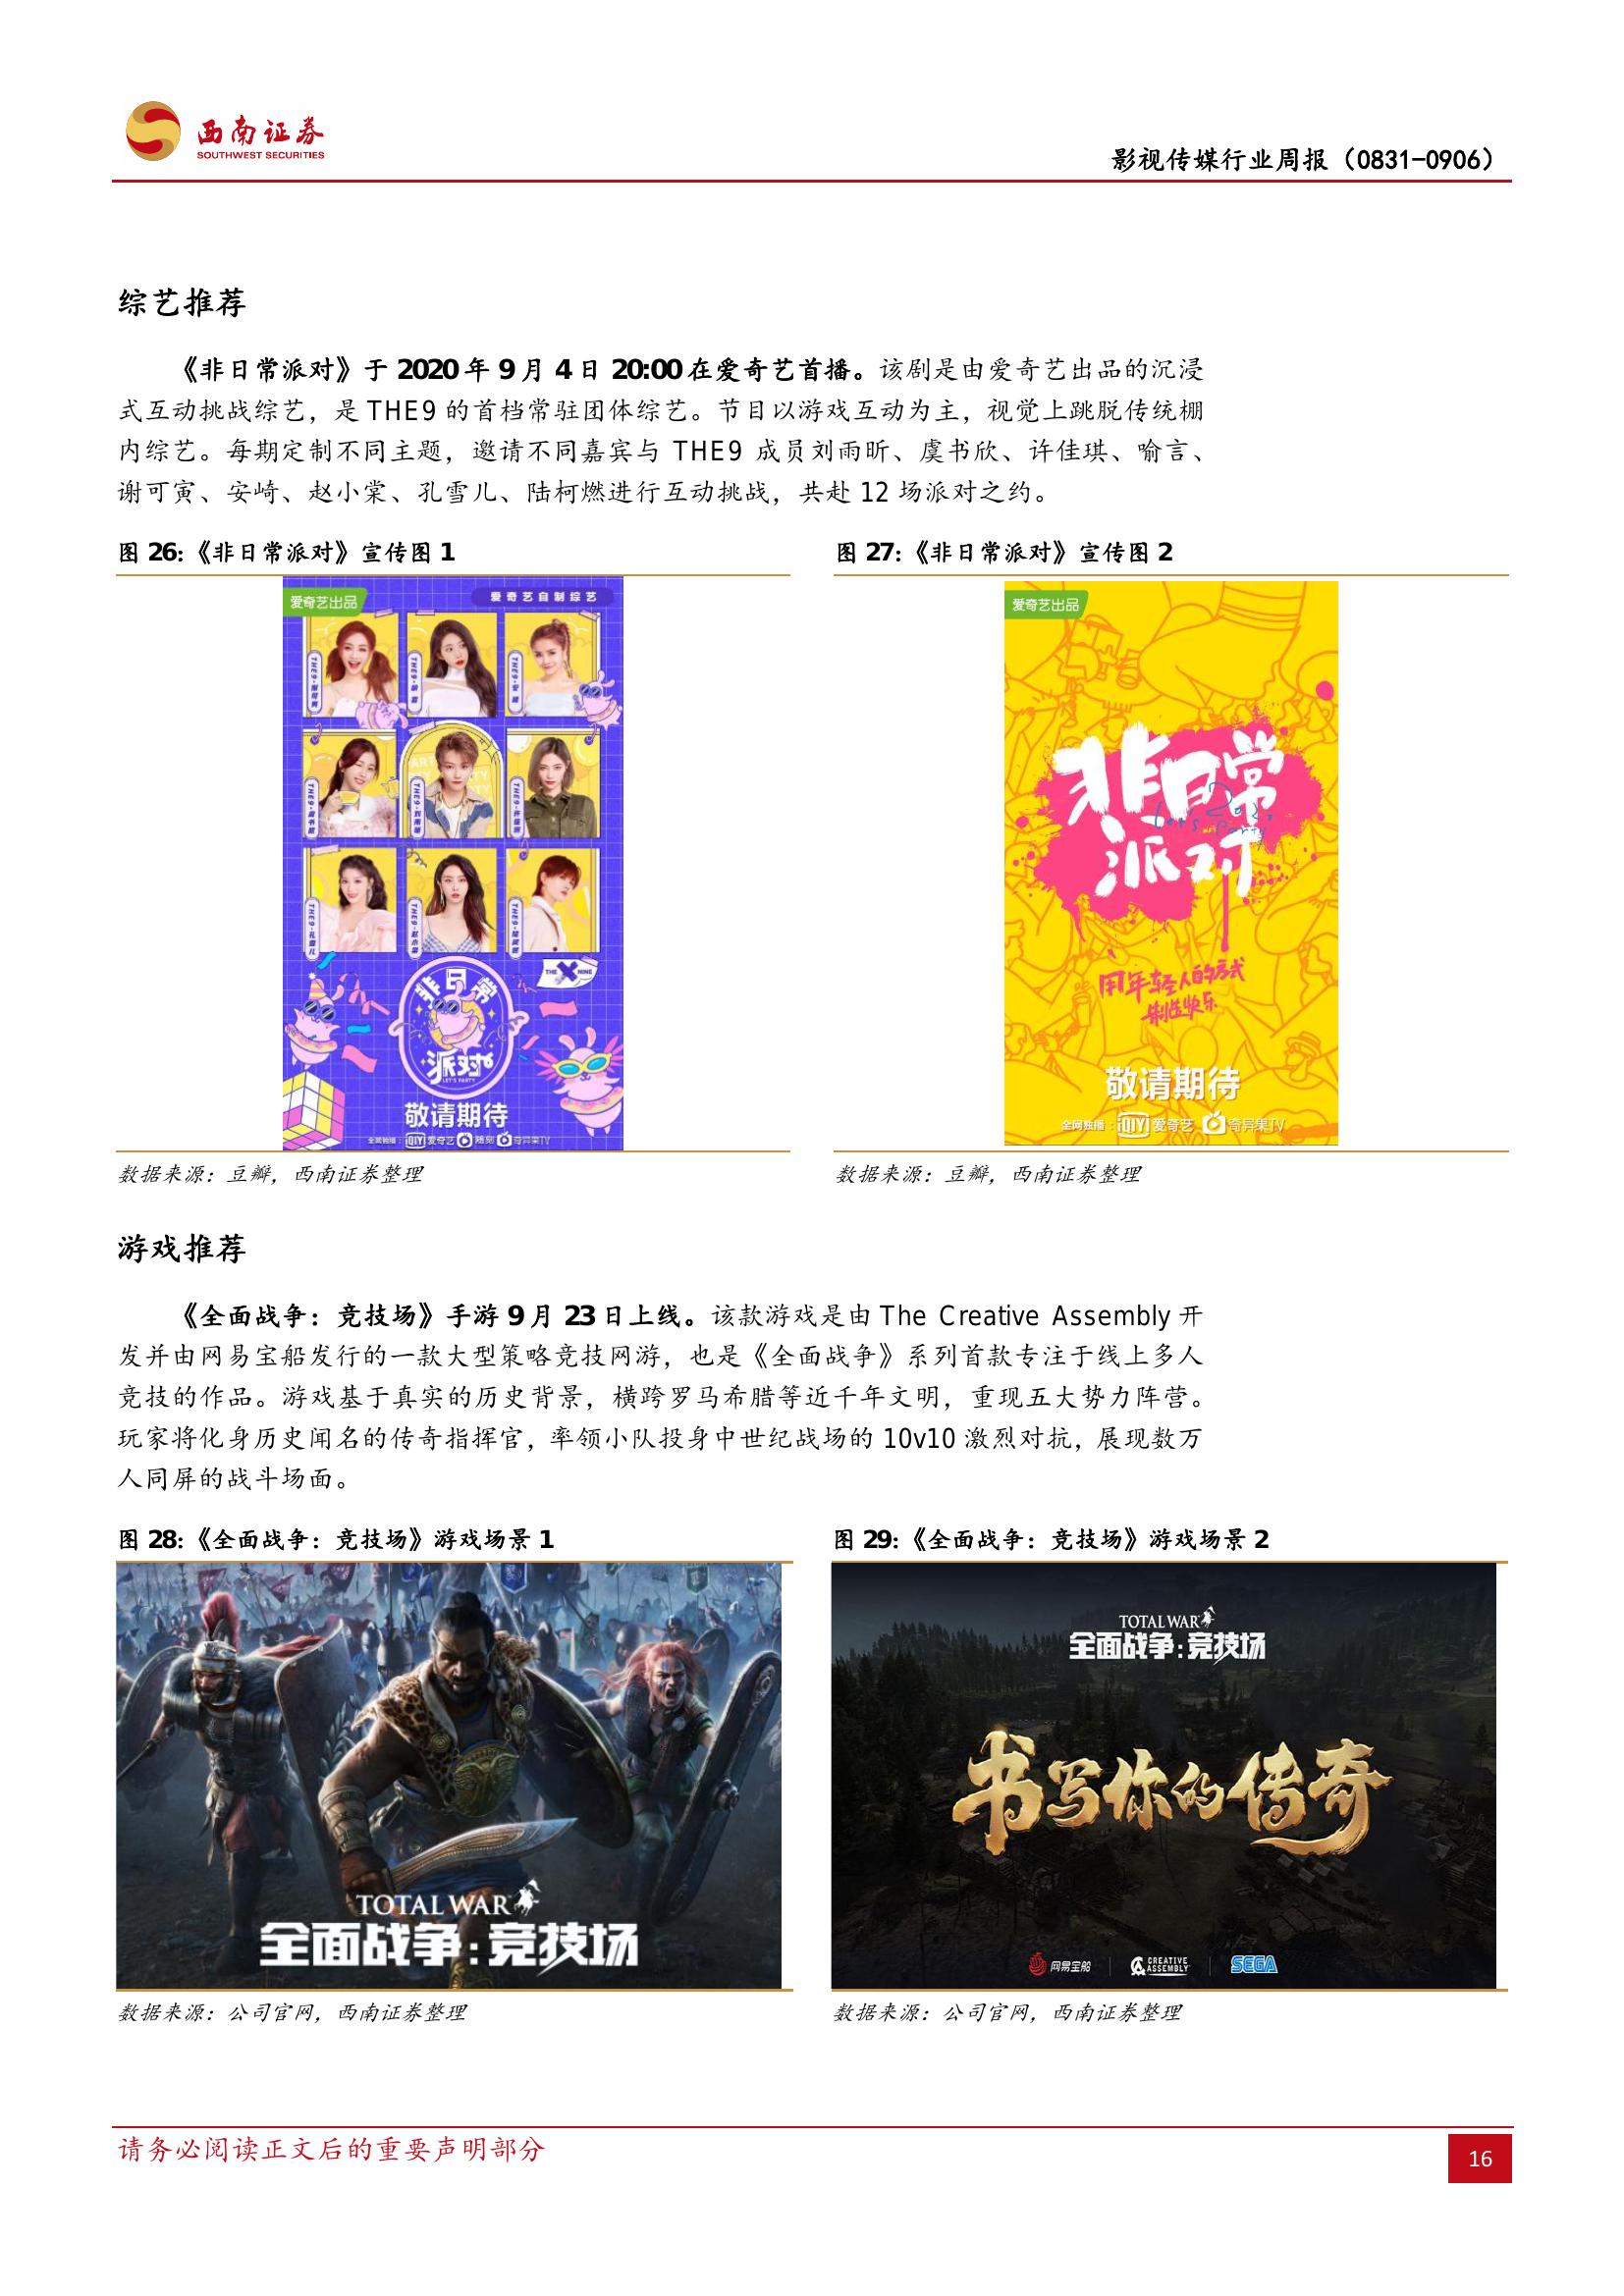 西南证券
SOUTHWEST SECURITIES
影视传媒行业周报（0831-0906）
综艺推荐
《非日常派对》于 2020 年 9 月 4 日 20:00 在爱奇艺首播。该剧是由爱奇艺出品的沉浸
式互动挑战综艺，是 THE9 的首档常驻团体综艺。节目以游戏互动为主，视觉上跳脱传统棚
内综艺。每期定制不同主题，邀请不同嘉宾与 THE9 成员刘雨昕、虞书欣、许佳琪、喻言、
谢可寅、安崎、赵小棠、孔雪儿、陆柯燃进行互动挑战，共赴 12 场派对之约。
图 26：《非日常派对》宣传图 1
爱奇艺出品
爱奇艺自制综艺
THE NINE
非日常
派对
LET'S PARTY
敬请期待
全网独播：iQIY 爱奇艺 随刻 奇异果TV
数据来源：豆瓣，西南证券整理
图 27：《非日常派对》宣传图 2
爱奇艺出品
非日常
派对
用年轻人的方式
制造快乐
敬请期待
全网独播：iQIY 爱奇艺 奇异果TV
数据来源：豆瓣，西南证券整理
游戏推荐
《全面战争：竞技场》手游 9 月 23 日上线。该款游戏是由 The Creative Assembly 开
发并由网易宝船发行的一款大型策略竞技网游，也是《全面战争》系列首款专注于线上多人
竞技的作品。游戏基于真实的历史背景，横跨罗马希腊等近千年文明，重现五大势力阵营。
玩家将化身历史闻名的传奇指挥官，率领小队投身中世纪战场的 10v10 激烈对抗，展现数万
人同屏的战斗场面。
图 28：《全面战争：竞技场》游戏场景 1
TOTAL WAR
全面战争:竞技场
数据来源：公司官网，西南证券整理
图 29：《全面战争：竞技场》游戏场景 2
TOTAL WAR
全面战争:竞技场
书写你的传奇
网易宝船
CREATIVE ASSEMBLY
SEGA
数据来源：公司官网，西南证券整理
请务必阅读正文后的重要声明部分
16